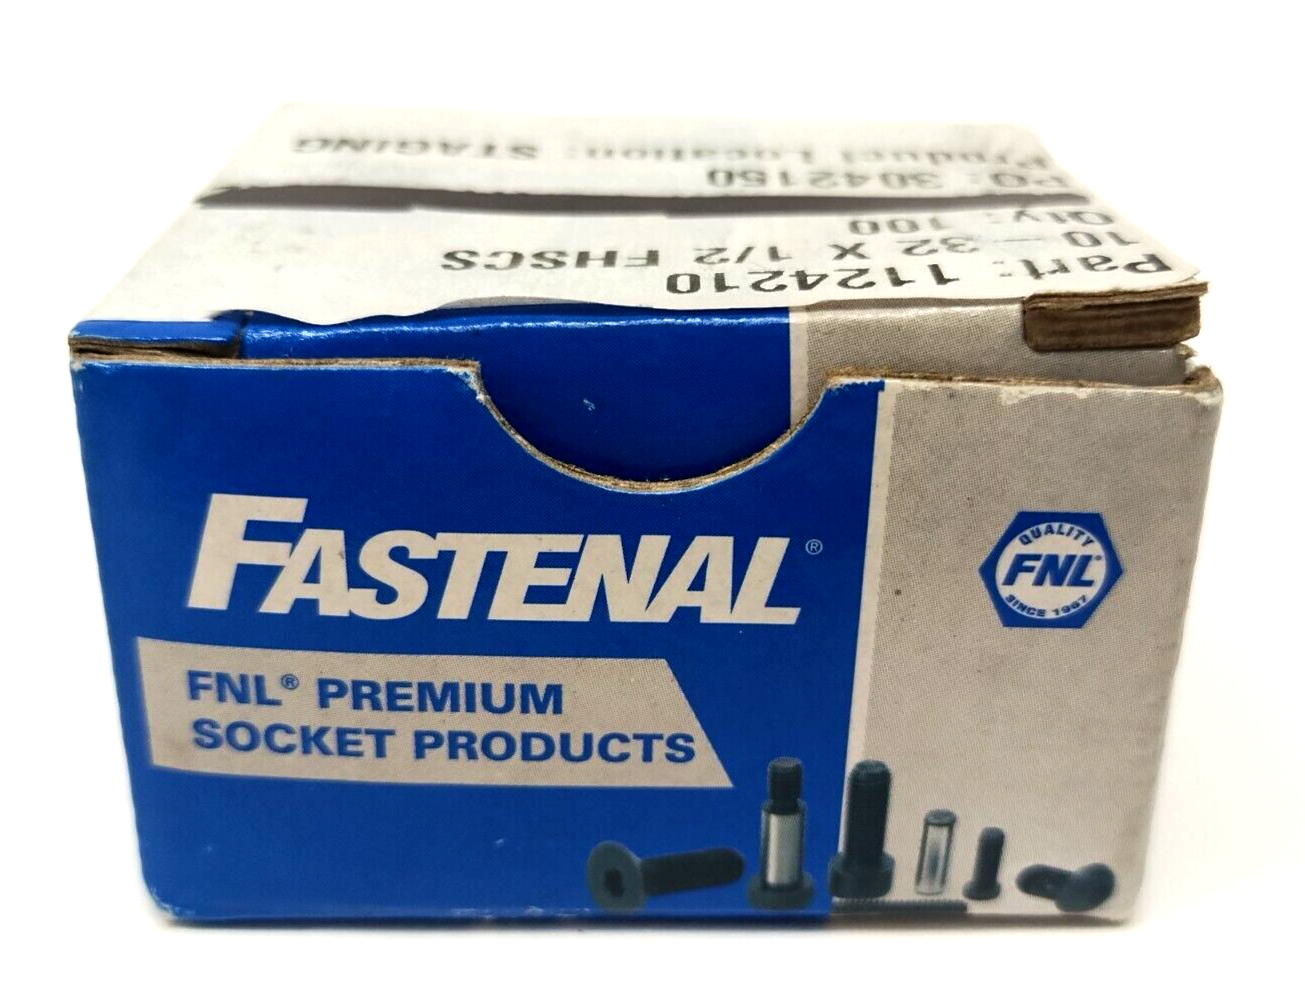 Part: 1124210
10 - 32 X 1/2 FHSCS
Qty: 100
PO: 30421150
Product Location: STAGING
FASTENAL®
FNL® PREMIUM
SOCKET PRODUCTS
QUALITY
FNL®
SINCE 1967